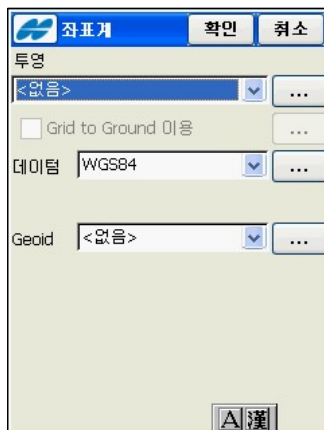 좌표계 확인 취소
투영
<없음> ...
Grid to Ground 이용 ...
데이텀 WGS84 ...
Geoid <없음> ...
A 漢